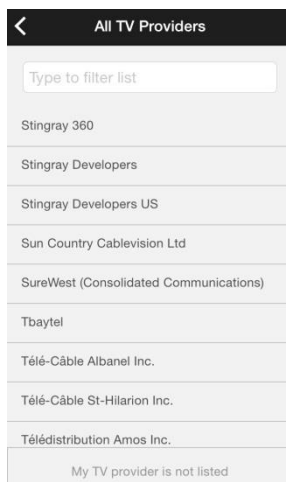 All TV Providers
Type to filter list
Stingray 360
Stingray Developers
Stingray Developers US
Sun Country Cablevision Ltd
SureWest (Consolidated Communications)
Tbaytel
Télé-Câble Albanel Inc.
Télé-Câble St-Hilarion Inc.
Télédistribution Amos Inc.
My TV provider is not listed